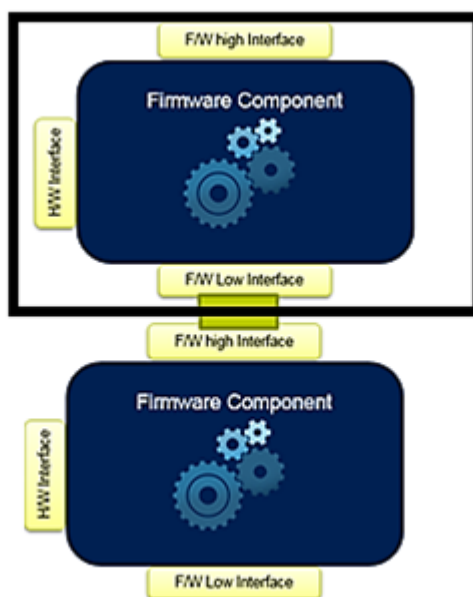 F/W high Interface
Firmware Component
H/W Interface
F/W Low Interface
F/W high Interface
Firmware Component
H/W Interface
F/W Low Interface